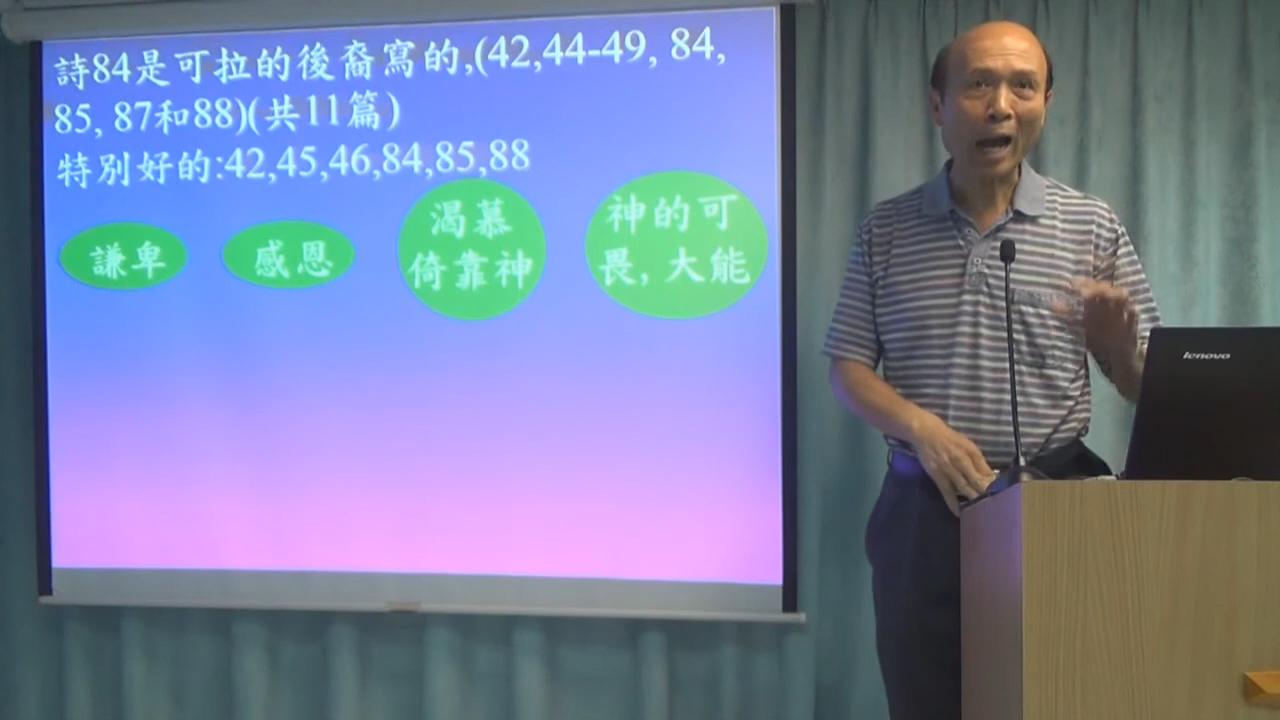 詩84是可拉的後裔寫的,(42,44-49, 84,
85, 87和88)(共11篇)
特別好的:42,45,46,84,85,88
謙卑
感恩
渴慕
倚靠神
神的可
畏, 大能
lenovo